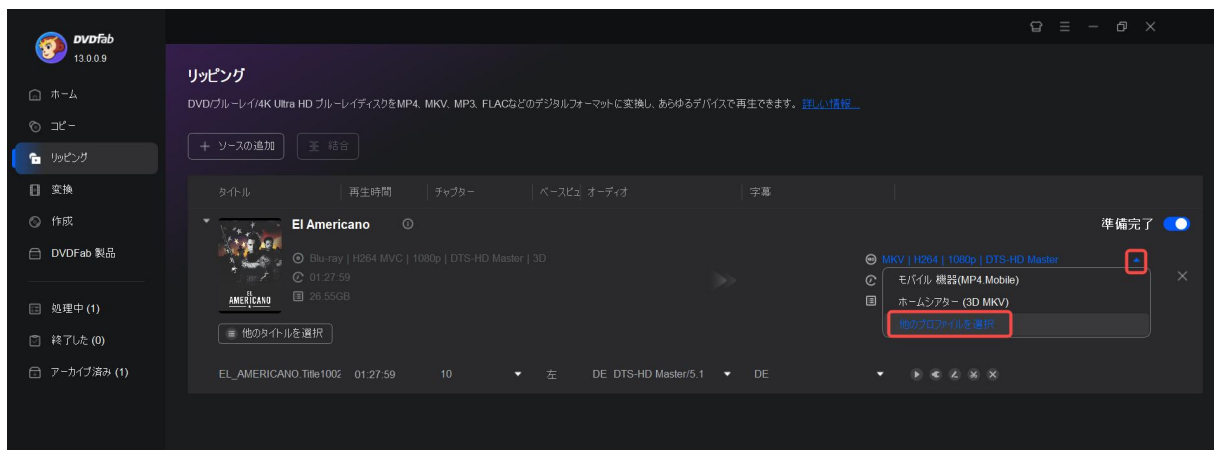 DVDFab
13.0.0.9
ホーム
コピー
リッピング
変換
作成
DVDFab 製品
処理中 (1)
終了した (0)
アーカイブ済み (1)
リッピング
DVD/ブルーレイ/4K Ultra HD ブルーレイディスクをMP4、MKV、MP3、FLACなどのデジタルフォーマットに変換し、あらゆるデバイスで再生できます。 詳しい情報...
+ ソースの追加 結合
タイトル 再生時間 チャプター ベースビュ オーディオ 字幕
El Americano 準備完了
Blu-ray | H264 MVC | 1080p | DTS-HD Master | 3D MKV | H264 | 1080p | DTS-HD Master
01:27:59 モバイル 機器(MP4.Mobile)
26.55GB ホームシアター (3D MKV)
EL AMERICANO
他のプロファイルを選択
他のタイトルを選択
EL_AMERICANO.Title1002 01:27:59 10 左 DE DTS-HD Master/5.1 DE